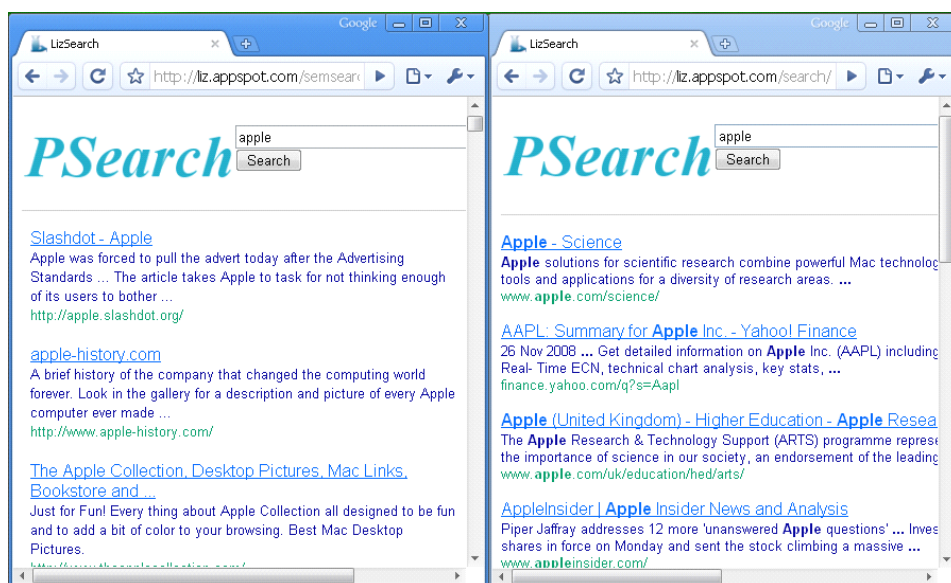 Google
LizSearch
http://liz.appspot.com/semsearc
PSearch
apple
Search
Slashdot - Apple
Apple was forced to pull the advert today after the Advertising
Standards ... The article takes Apple to task for not thinking enough
of its users to bother ...
http://apple.slashdot.org/
apple-history.com
A brief history of the company that changed the computing world
forever. Look in the gallery for a description and picture of every Apple
computer ever made ...
http://www.apple-history.com/
The Apple Collection, Desktop Pictures, Mac Links,
Bookstore and ...
Just for Fun! Every thing about Apple Collection all designed to be fun
and to add a bit of color to your browsing. Best Mac Desktop
Pictures.
http://www.theapplecollection.com/
Google
LizSearch
http://liz.appspot.com/search/
PSearch
apple
Search
Apple - Science
Apple solutions for scientific research combine powerful Mac technolog
tools and applications for a diversity of research areas. ...
www.apple.com/science/
AAPL: Summary for Apple Inc. - Yahoo! Finance
26 Nov 2008 ... Get detailed information on Apple Inc. (AAPL) including
Real- Time ECN, technical chart analysis, key stats, ...
finance.yahoo.com/q?s=Aapl
Apple (United Kingdom) - Higher Education - Apple Resea
The Apple Research & Technology Support (ARTS) programme represe
the importance of science in our society, an endorsement of the leading
www.apple.com/uk/education/hed/arts/
AppleInsider | Apple Insider News and Analysis
Piper Jaffray addresses 12 more 'unanswered Apple questions' ... Inves
shares in force on Monday and sent the stock climbing a massive ...
www.appleinsider.com/